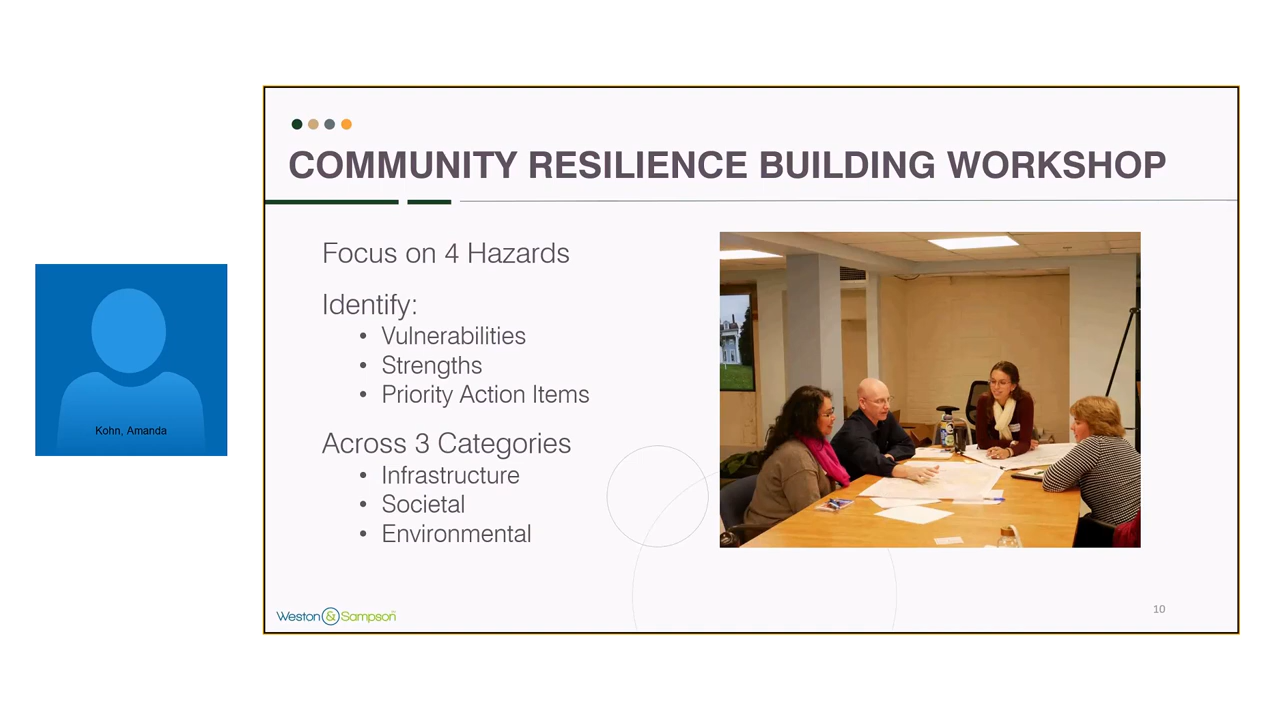 COMMUNITY RESILIENCE BUILDING WORKSHOP
Focus on 4 Hazards
Identify:
• Vulnerabilities
• Strengths
• Priority Action Items
Across 3 Categories
• Infrastructure
• Societal
• Environmental
Kohn, Amanda
Weston & Sampson
10